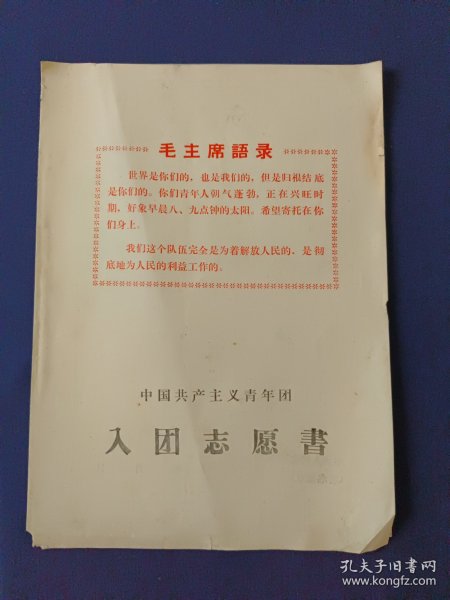 毛主席語录
世界是你们的，也是我们的，但是归根结底
是你们的。你们青年人朝气蓬勃，正在兴旺时
期，好象早晨八、九点钟的太阳。希望寄托在你
们身上。
我们这个队伍完全是为着解放人民的，是彻
底地为人民的利益工作的。
中国共产主义青年团
入团志愿書
孔夫子旧书网
www.kongfz.com